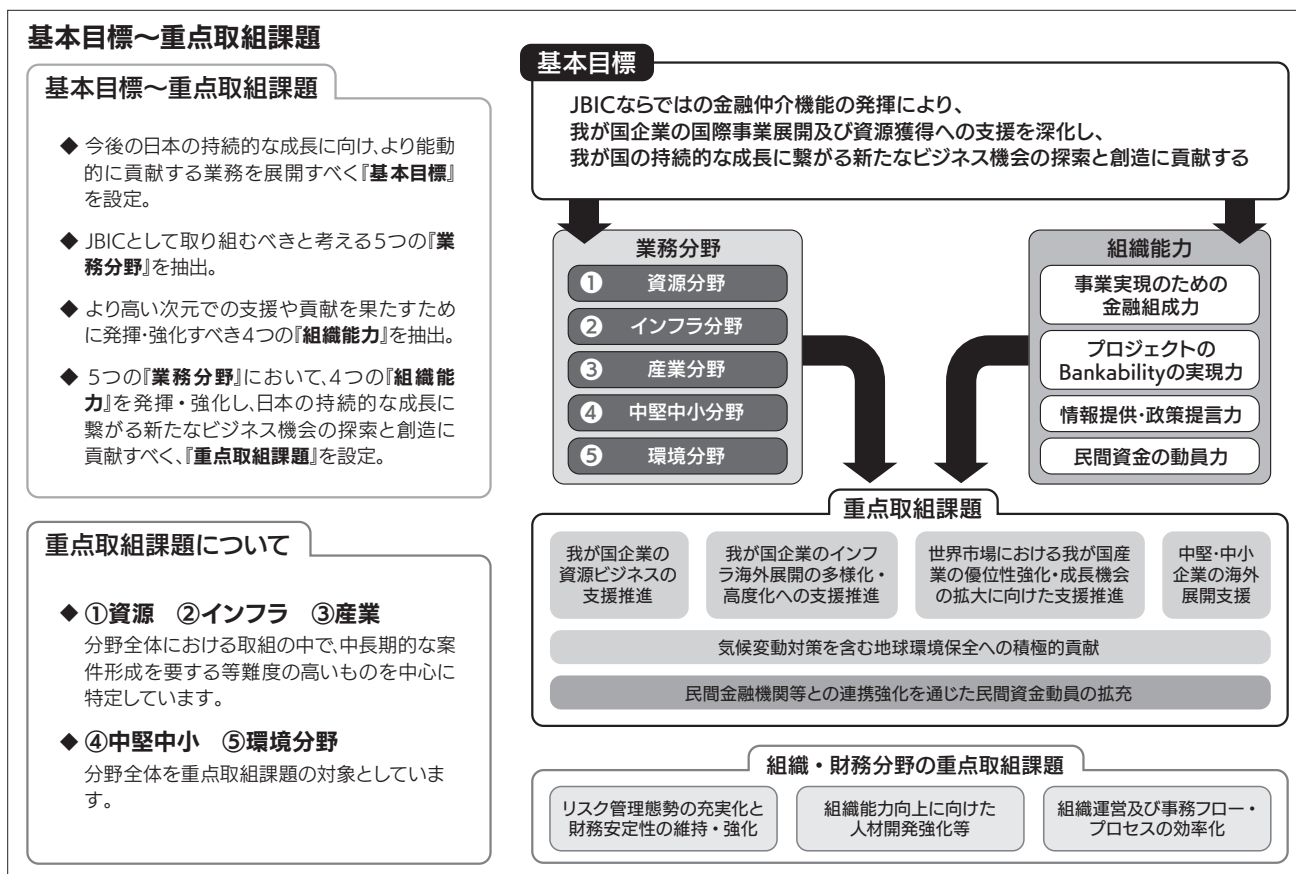 基本目標～重点取組課題
基本目標～重点取組課題
◆ 今後の日本の持続的な成長に向け、より能動
的に貢献する業務を展開すべく『基本目標』
を設定。
◆ JBICとして取り組むべきと考える5つの『業
務分野』を抽出。
◆ より高い次元での支援や貢献を果たすため
に発揮・強化すべき4つの『組織能力』を抽出。
◆ 5つの『業務分野』において、4つの『組織能
力』を発揮・強化し、日本の持続的な成長に
繋がる新たなビジネス機会の探索と創造に
貢献すべく、『重点取組課題』を設定。
重点取組課題について
◆ ①資源 ②インフラ ③産業
分野全体における取組の中で、中長期的な案
件形成を要する等難度の高いものを中心に
特定しています。
◆ ④中堅中小 ⑤環境分野
分野全体を重点取組課題の対象としていま
す。
基本目標
JBICならではの金融仲介機能の発揮により、
我が国企業の国際事業展開及び資源獲得への支援を深化し、
我が国の持続的な成長に繋がる新たなビジネス機会の探索と創造に貢献する
業務分野
❶ 資源分野
❷ インフラ分野
❸ 産業分野
❹ 中堅中小分野
❺ 環境分野
組織能力
事業実現のための
金融組成力
プロジェクトの
Bankabilityの実現力
情報提供・政策提言力
民間資金の動員力
重点取組課題
我が国企業の
資源ビジネスの
支援推進
我が国企業のインフ
ラ海外展開の多様化・
高度化への支援推進
世界市場における我が国産
業の優位性強化・成長機会
の拡大に向けた支援推進
中堅・中小
企業の海外
展開支援
気候変動対策を含む地球環境保全への積極的貢献
民間金融機関等との連携強化を通じた民間資金動員の拡充
組織・財務分野の重点取組課題
リスク管理態勢の充実化と
財務安定性の維持・強化
組織能力向上に向けた
人材開発強化等
組織運営及び事務フロー・
プロセスの効率化